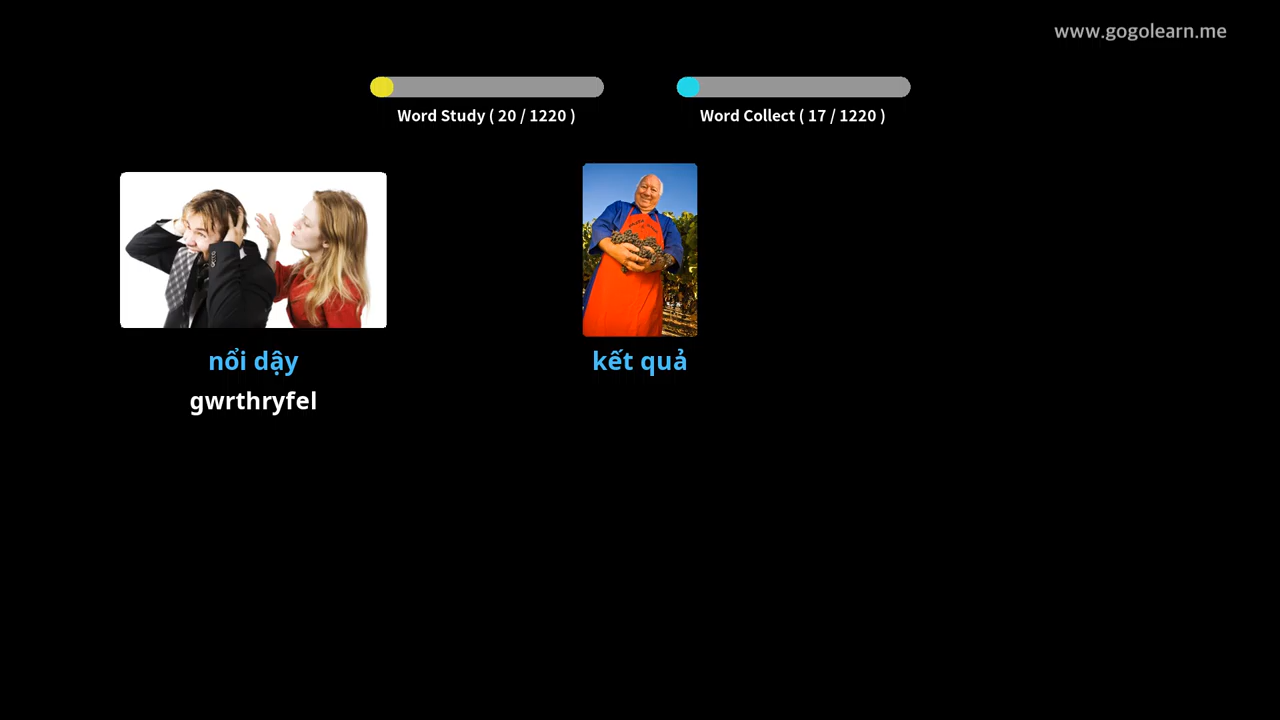 www.gogolearn.me
Word Study ( 20 / 1220 )
Word Collect ( 17 / 1220 )
nổi dậy
gwrthryfel
kết quả